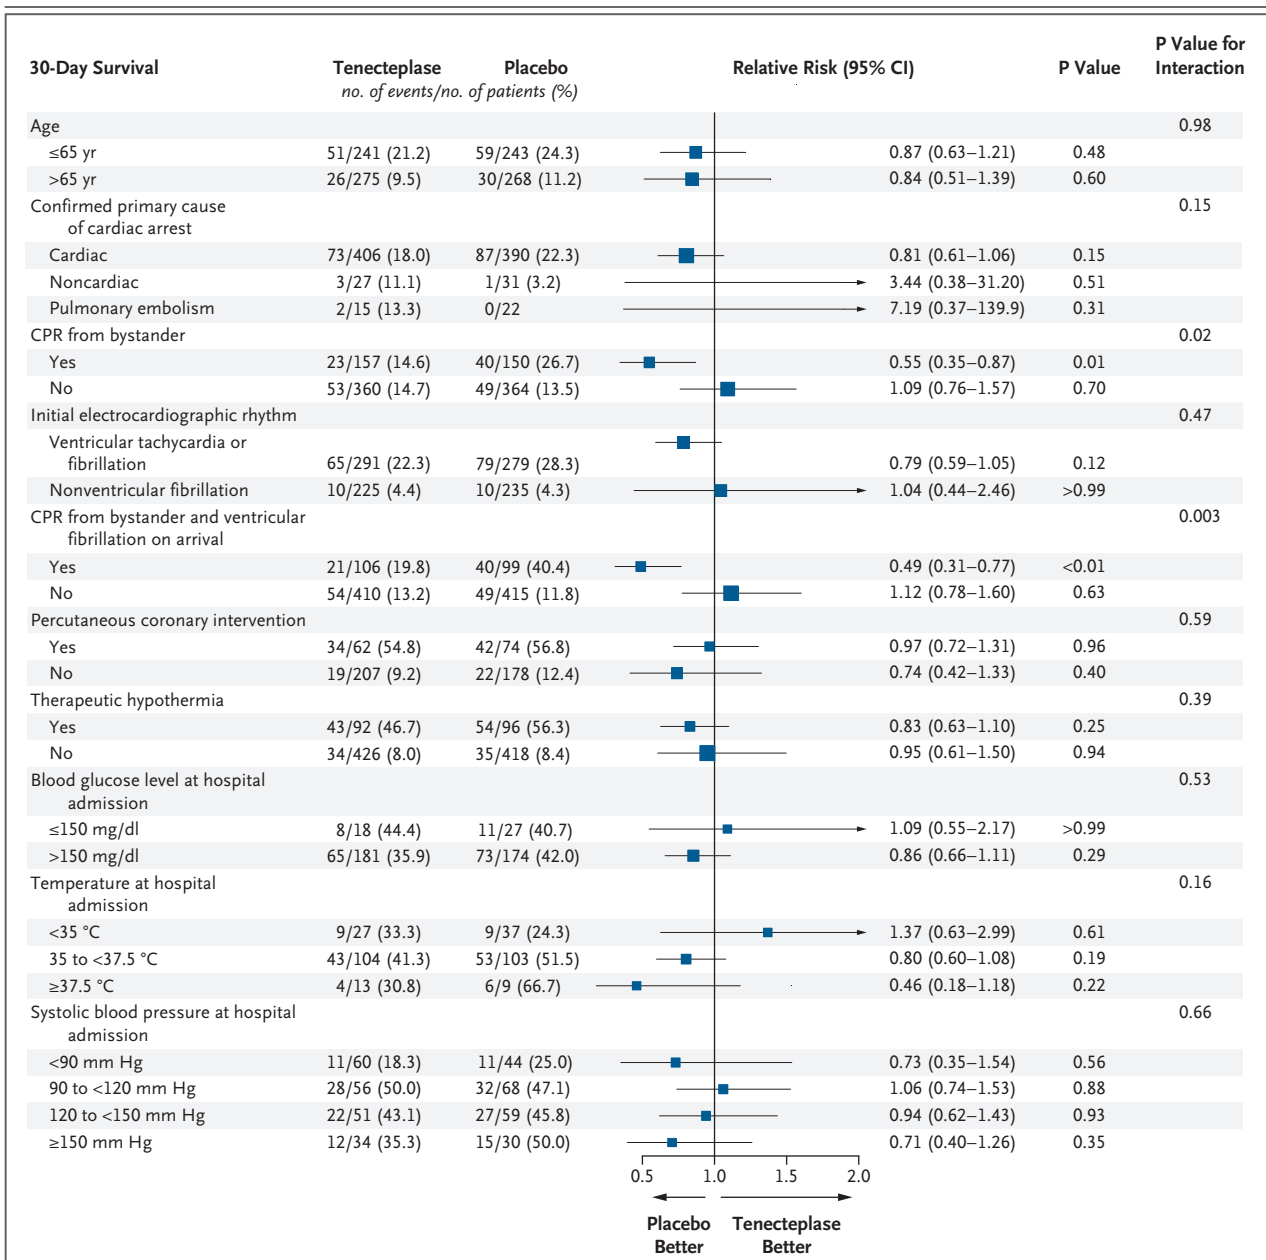 P Value for
30-Day Survival Tenecteplase Placebo Relative Risk (95% CI) P Value Interaction
no. of events/no. of patients (%)
Age 0.98
≤65 yr 51/241 (21.2) 59/243 (24.3) 0.87 (0.63–1.21) 0.48
>65 yr 26/275 (9.5) 30/268 (11.2) 0.84 (0.51–1.39) 0.60
Confirmed primary cause 0.15
of cardiac arrest
Cardiac 73/406 (18.0) 87/390 (22.3) 0.81 (0.61–1.06) 0.15
Noncardiac 3/27 (11.1) 1/31 (3.2) 3.44 (0.38–31.20) 0.51
Pulmonary embolism 2/15 (13.3) 0/22 7.19 (0.37–139.9) 0.31
CPR from bystander 0.02
Yes 23/157 (14.6) 40/150 (26.7) 0.55 (0.35–0.87) 0.01
No 53/360 (14.7) 49/364 (13.5) 1.09 (0.76–1.57) 0.70
Initial electrocardiographic rhythm 0.47
Ventricular tachycardia or
fibrillation 65/291 (22.3) 79/279 (28.3) 0.79 (0.59–1.05) 0.12
Nonventricular fibrillation 10/225 (4.4) 10/235 (4.3) 1.04 (0.44–2.46) >0.99
CPR from bystander and ventricular 0.003
fibrillation on arrival
Yes 21/106 (19.8) 40/99 (40.4) 0.49 (0.31–0.77) <0.01
No 54/410 (13.2) 49/415 (11.8) 1.12 (0.78–1.60) 0.63
Percutaneous coronary intervention 0.59
Yes 34/62 (54.8) 42/74 (56.8) 0.97 (0.72–1.31) 0.96
No 19/207 (9.2) 22/178 (12.4) 0.74 (0.42–1.33) 0.40
Therapeutic hypothermia 0.39
Yes 43/92 (46.7) 54/96 (56.3) 0.83 (0.63–1.10) 0.25
No 34/426 (8.0) 35/418 (8.4) 0.95 (0.61–1.50) 0.94
Blood glucose level at hospital 0.53
admission
≤150 mg/dl 8/18 (44.4) 11/27 (40.7) 1.09 (0.55–2.17) >0.99
>150 mg/dl 65/181 (35.9) 73/174 (42.0) 0.86 (0.66–1.11) 0.29
Temperature at hospital 0.16
admission
<35 °C 9/27 (33.3) 9/37 (24.3) 1.37 (0.63–2.99) 0.61
35 to <37.5 °C 43/104 (41.3) 53/103 (51.5) 0.80 (0.60–1.08) 0.19
≥37.5 °C 4/13 (30.8) 6/9 (66.7) 0.46 (0.18–1.18) 0.22
Systolic blood pressure at hospital 0.66
admission
<90 mm Hg 11/60 (18.3) 11/44 (25.0) 0.73 (0.35–1.54) 0.56
90 to <120 mm Hg 28/56 (50.0) 32/68 (47.1) 1.06 (0.74–1.53) 0.88
120 to <150 mm Hg 22/51 (43.1) 27/59 (45.8) 0.94 (0.62–1.43) 0.93
≥150 mm Hg 12/34 (35.3) 15/30 (50.0) 0.71 (0.40–1.26) 0.35
0.5 1.0 1.5 2.0
Placebo Tenecteplase
Better Better